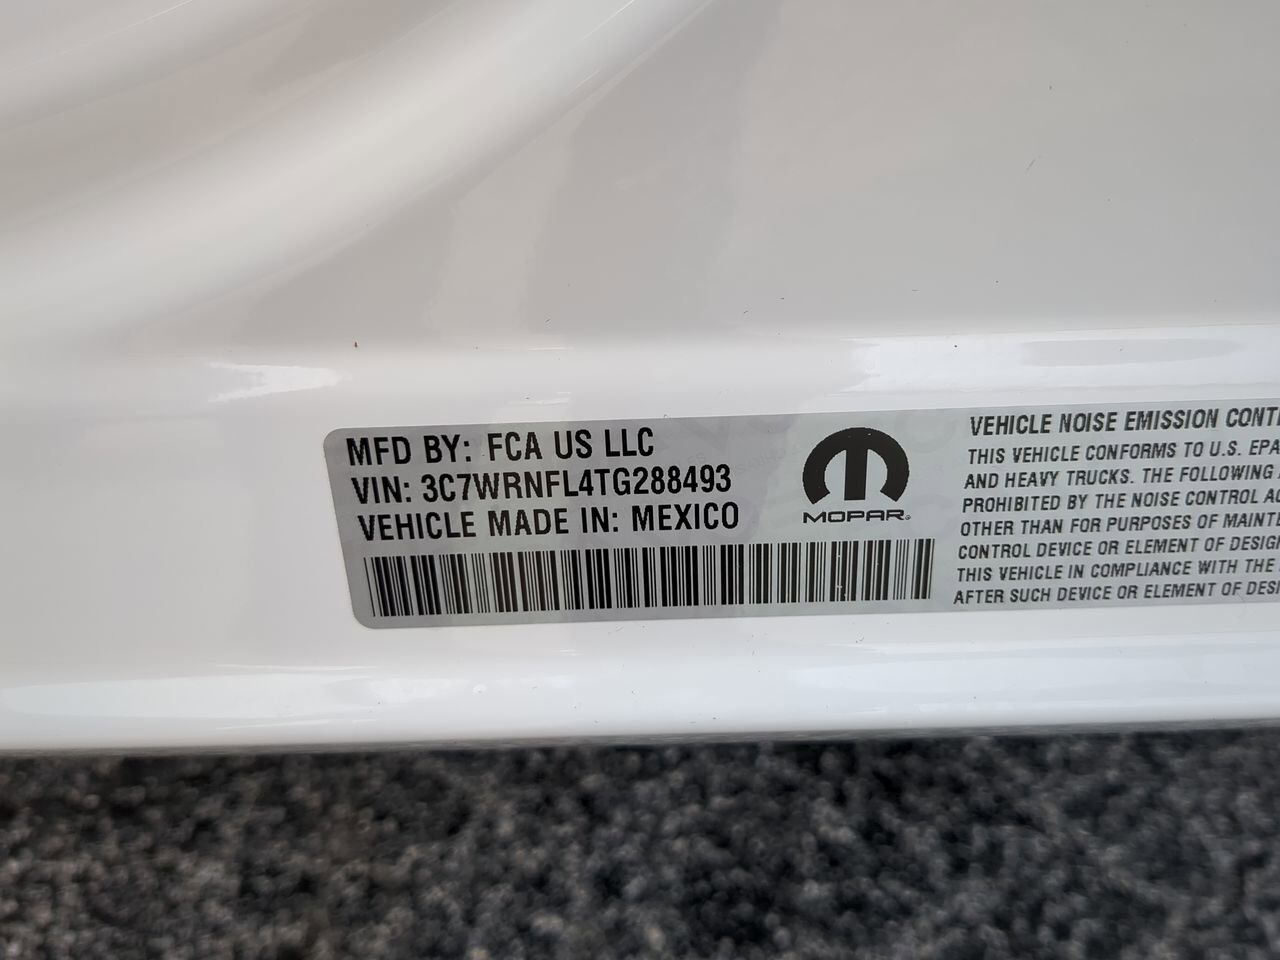 MFD BY: FCA US LLC
VIN: 3C7WRNFL4TG288493
VEHICLE MADE IN: MEXICO
MOPAR
VEHICLE NOISE EMISSION
THIS VEHICLE CONFORMS TO U.S. EPA
AND HEAVY TRUCKS. THE FOLLOWING
PROHIBITED BY THE NOISE CONTROL
OTHER THAN FOR PURPOSES OF
CONTROL DEVICE OR ELEMENT OF
THIS VEHICLE IN COMPLIANCE WITH THE
AFTER SUCH DEVICE OR ELEMENT OF